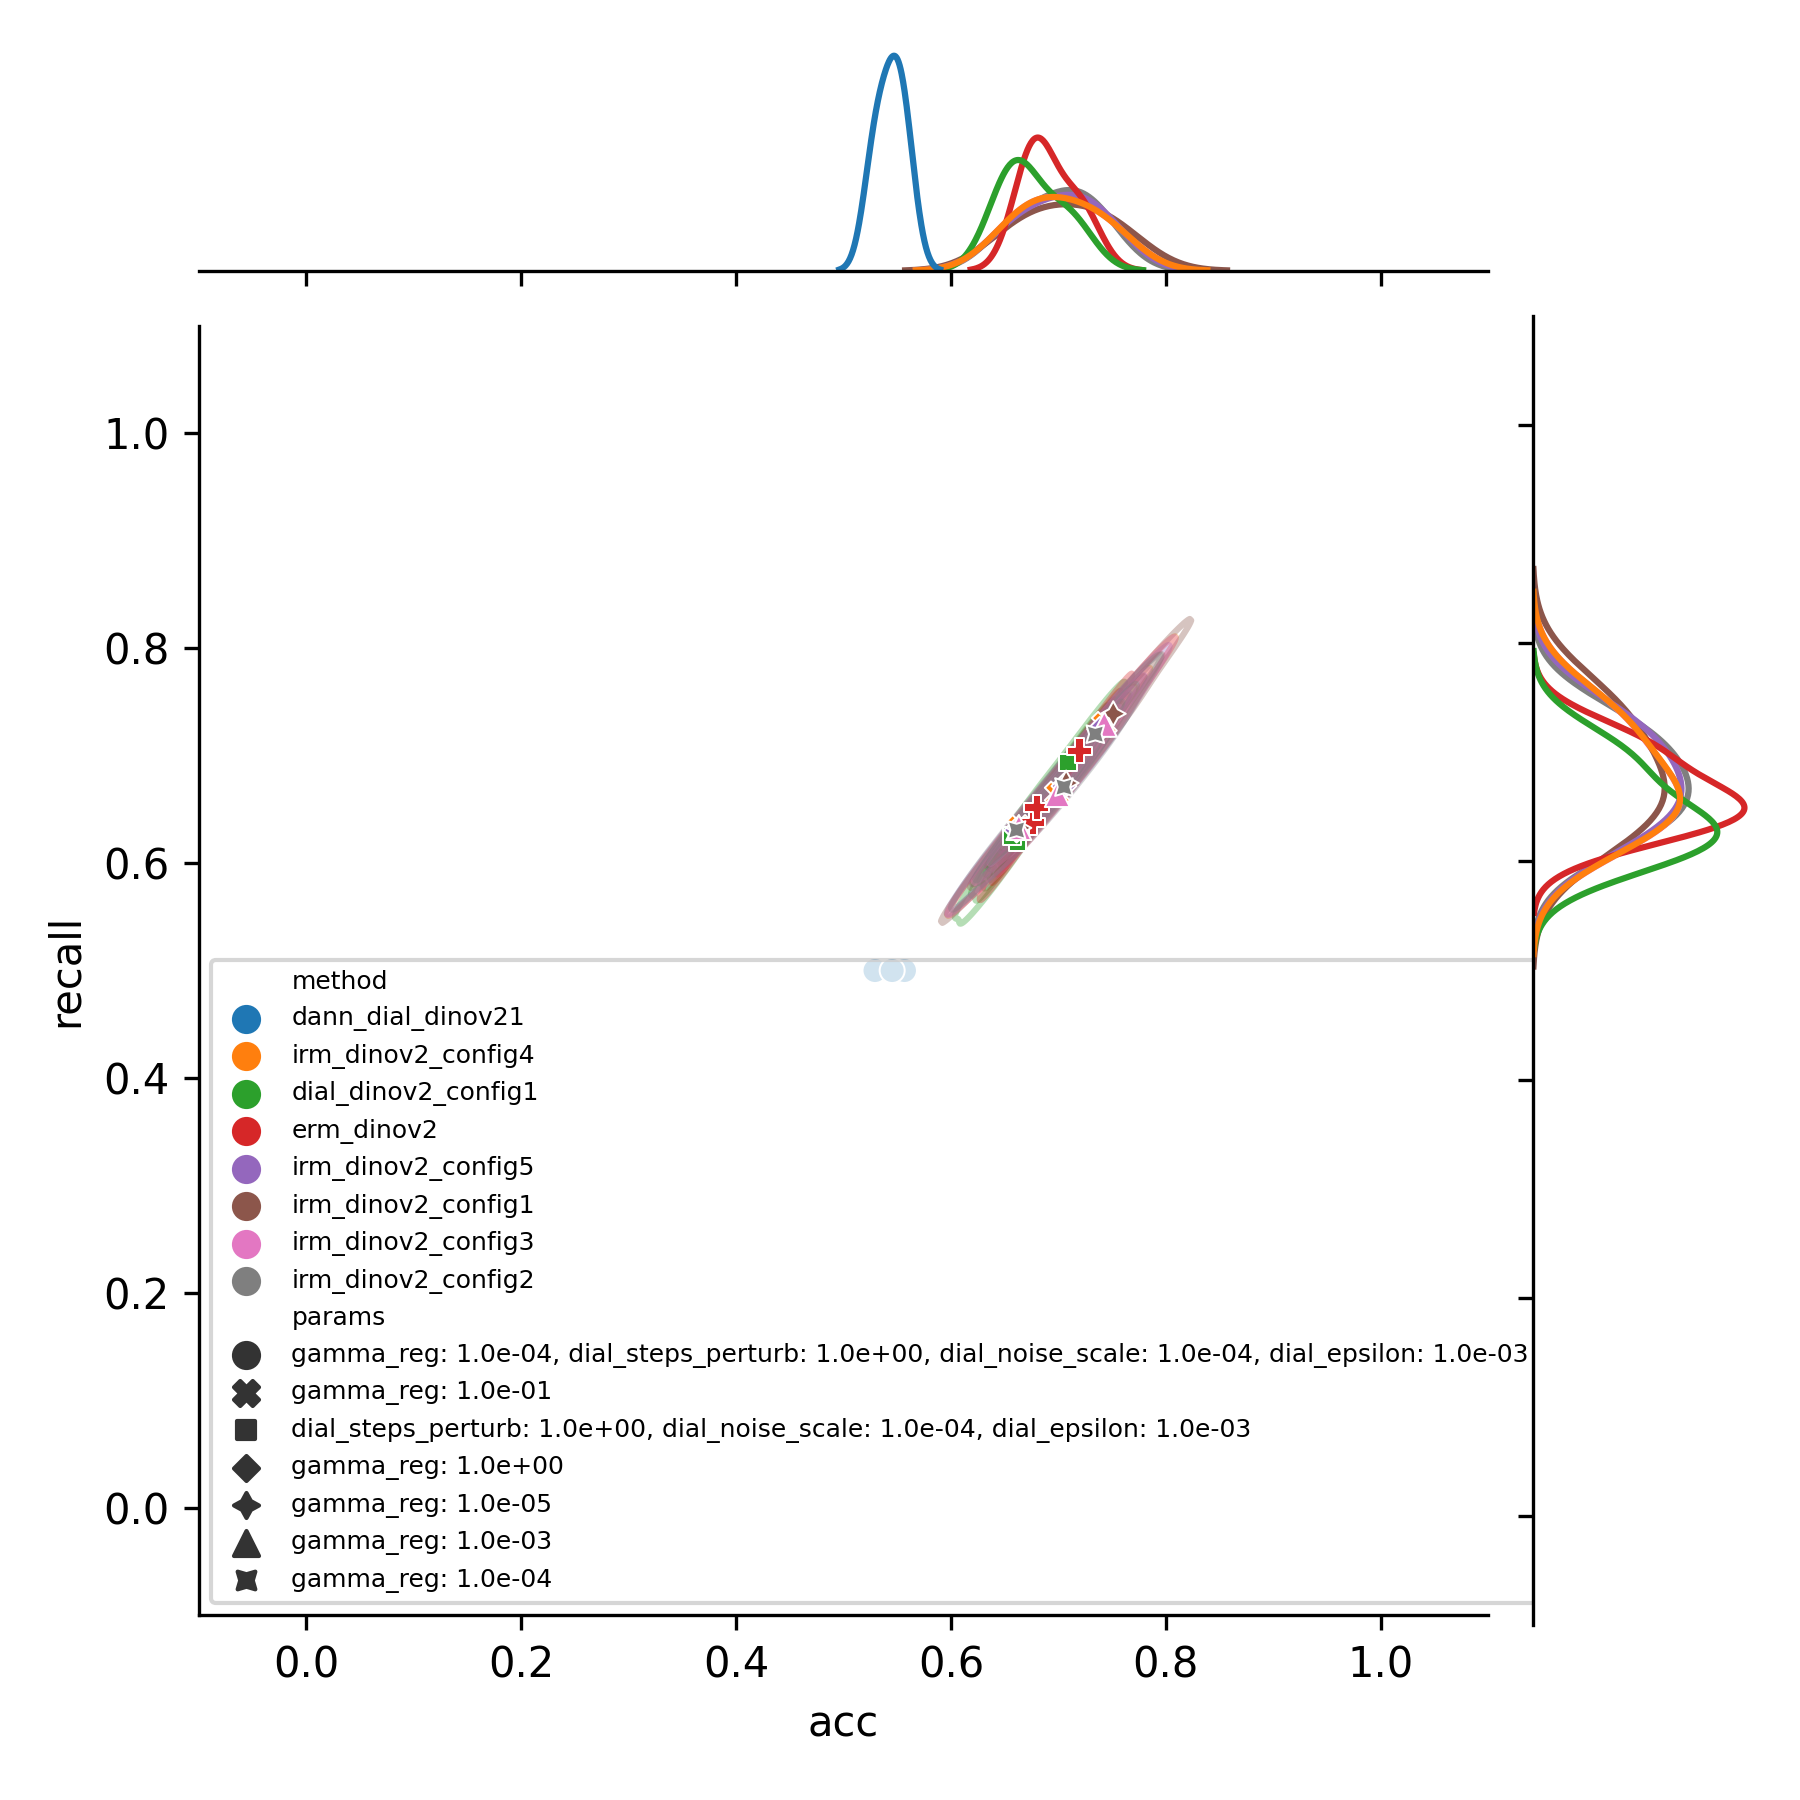 1.0
0.8
0.6
0.4
0.2
0.0
recall
method
dann_dial_dinov21
irm_dinov2_config4
dial_dinov2_config1
erm_dinov2
irm_dinov2_config5
irm_dinov2_config1
irm_dinov2_config3
irm_dinov2_config2
params
gamma_reg: 1.0e-04, dial_steps_perturb: 1.0e+00, dial_noise_scale: 1.0e-04, dial_epsilon: 1.0e-03
gamma_reg: 1.0e-01
dial_steps_perturb: 1.0e+00, dial_noise_scale: 1.0e-04, dial_epsilon: 1.0e-03
gamma_reg: 1.0e+00
gamma_reg: 1.0e-05
gamma_reg: 1.0e-03
gamma_reg: 1.0e-04
0.0 0.2 0.4 0.6 0.8 1.0
acc